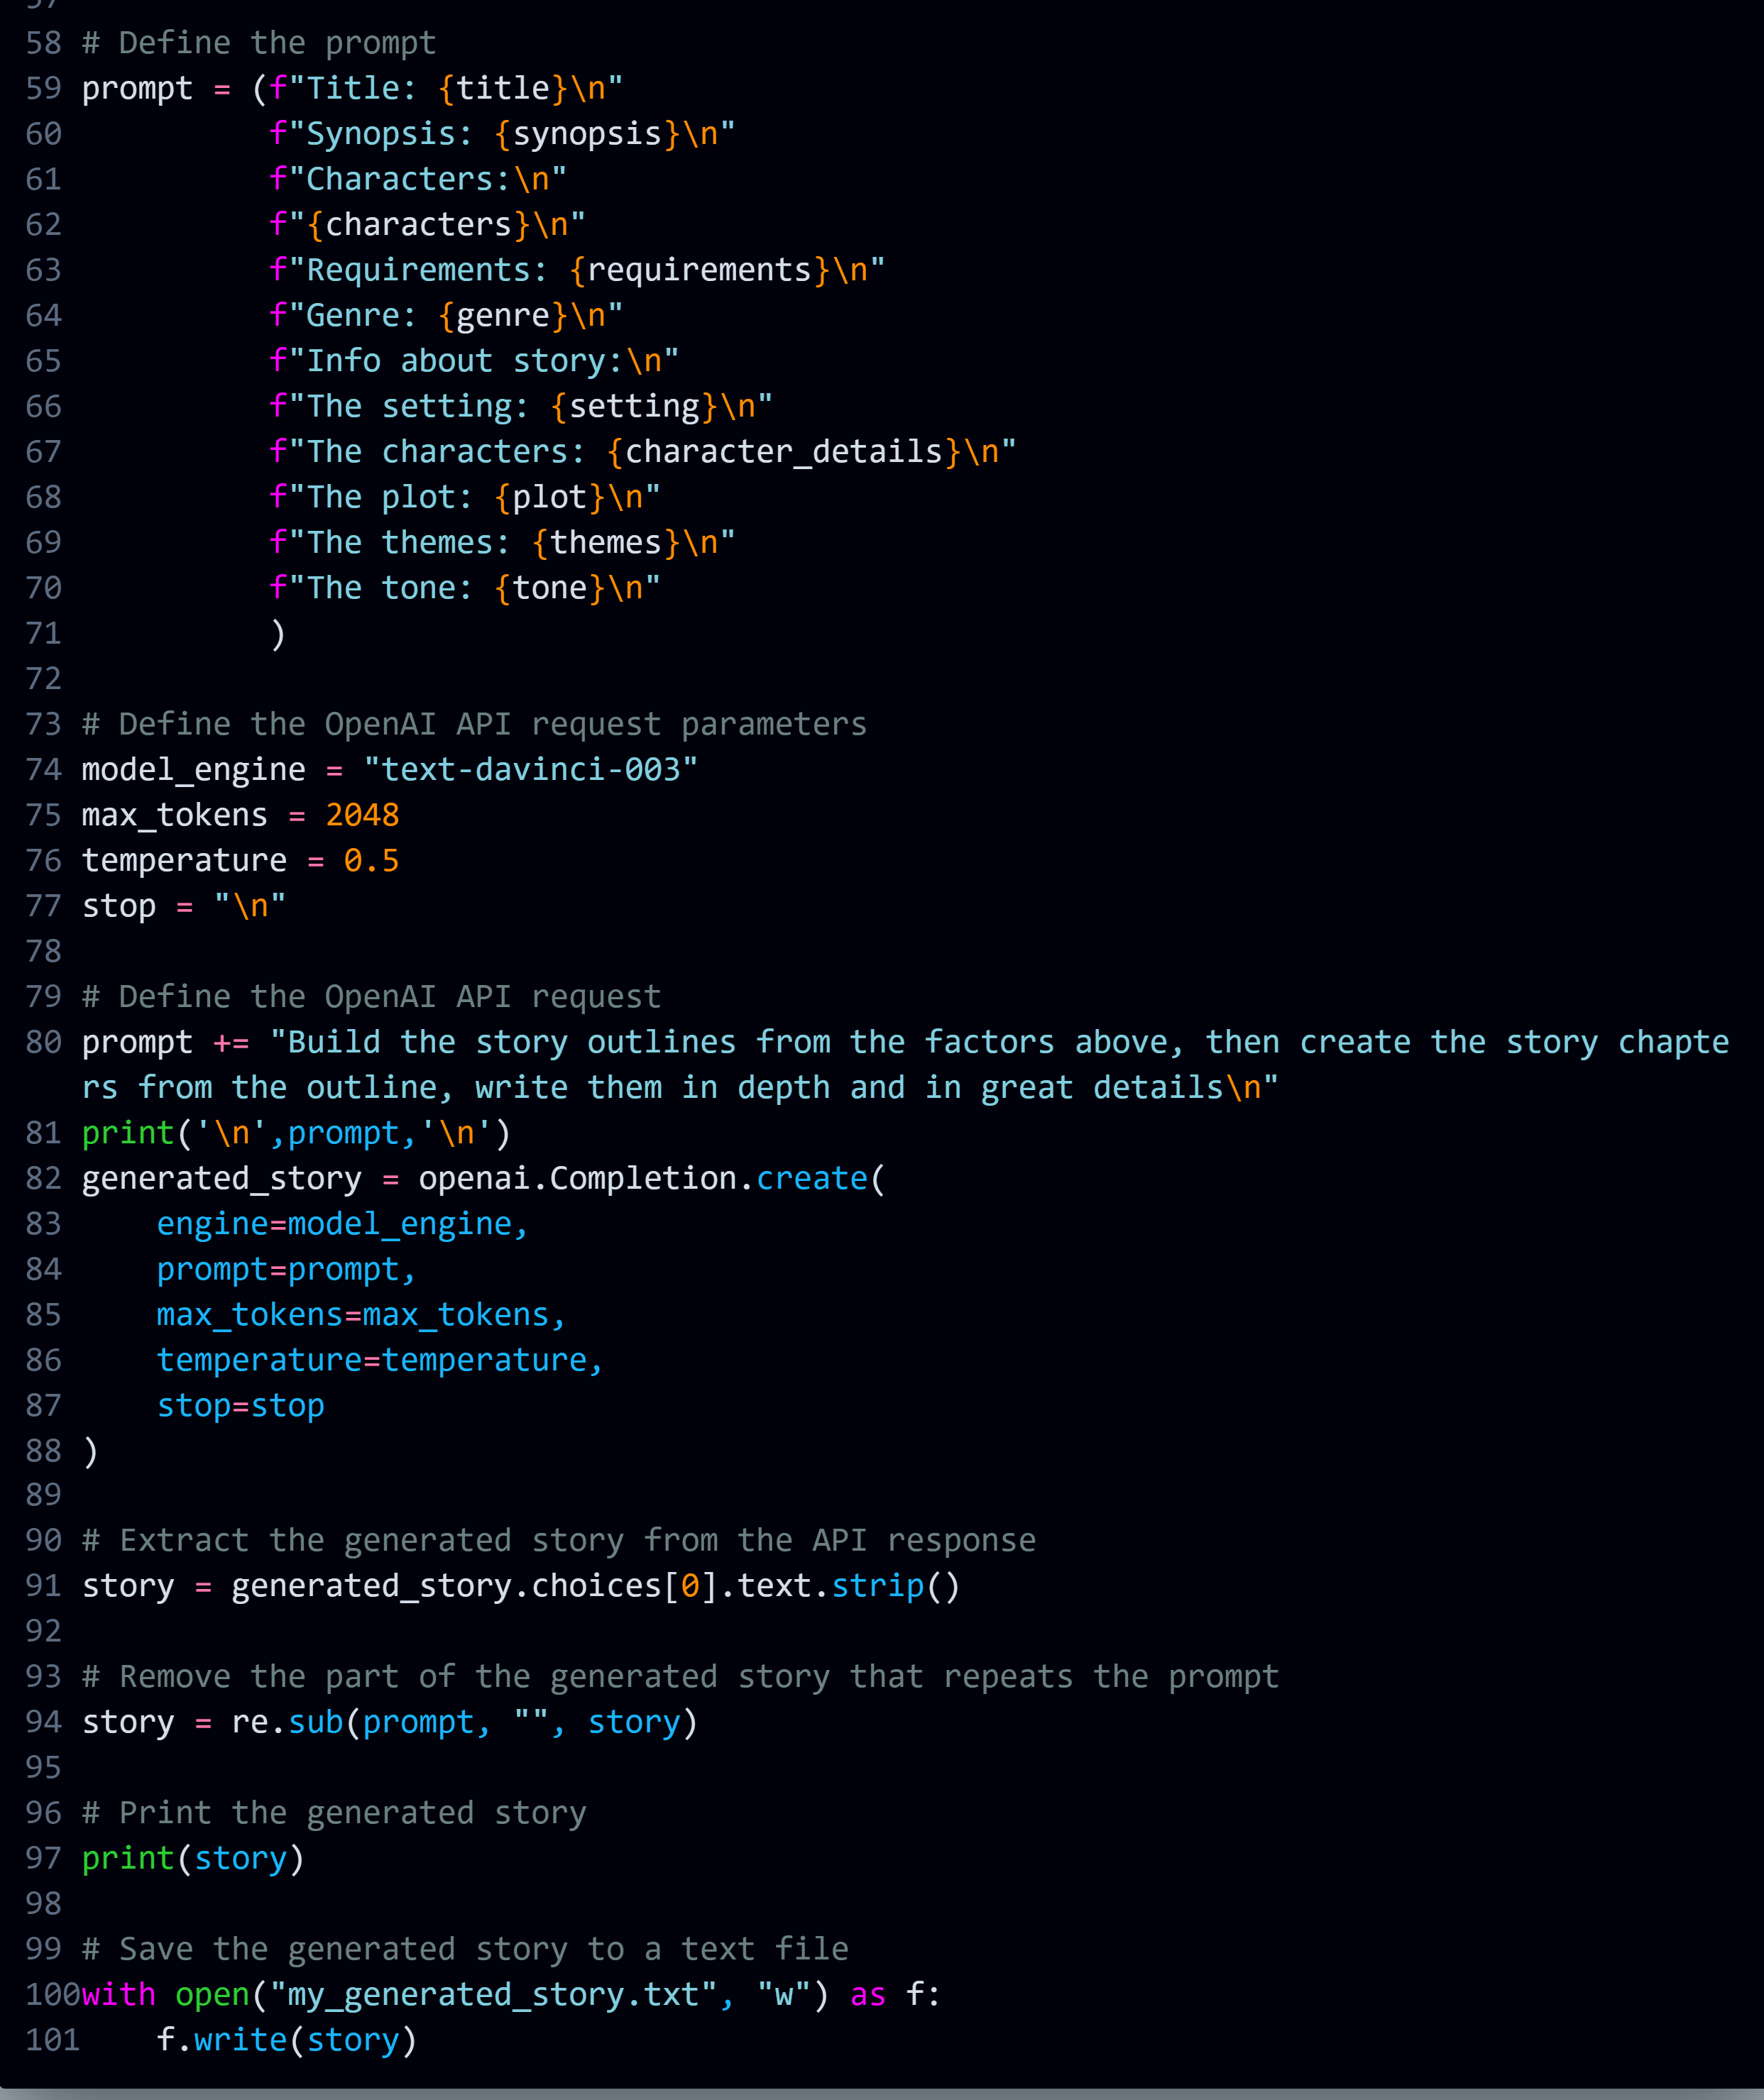 57
58 # Define the prompt
59 prompt = (f"Title: {title}\n"
60           f"Synopsis: {synopsis}\n"
61           f"Characters:\n"
62           f"{characters}\n"
63           f"Requirements: {requirements}\n"
64           f"Genre: {genre}\n"
65           f"Info about story:\n"
66           f"The setting: {setting}\n"
67           f"The characters: {character_details}\n"
68           f"The plot: {plot}\n"
69           f"The themes: {themes}\n"
70           f"The tone: {tone}\n"
71           )
72
73 # Define the OpenAI API request parameters
74 model_engine = "text-davinci-003"
75 max_tokens = 2048
76 temperature = 0.5
77 stop = "\n"
78
79 # Define the OpenAI API request
80 prompt += "Build the story outlines from the factors above, then create the story chapte
rs from the outline, write them in depth and in great details\n"
81 print('\n',prompt,'\n')
82 generated_story = openai.Completion.create(
83     engine=model_engine,
84     prompt=prompt,
85     max_tokens=max_tokens,
86     temperature=temperature,
87     stop=stop
88 )
89
90 # Extract the generated story from the API response
91 story = generated_story.choices[0].text.strip()
92
93 # Remove the part of the generated story that repeats the prompt
94 story = re.sub(prompt, "", story)
95
96 # Print the generated story
97 print(story)
98
99 # Save the generated story to a text file
100with open("my_generated_story.txt", "w") as f:
101    f.write(story)